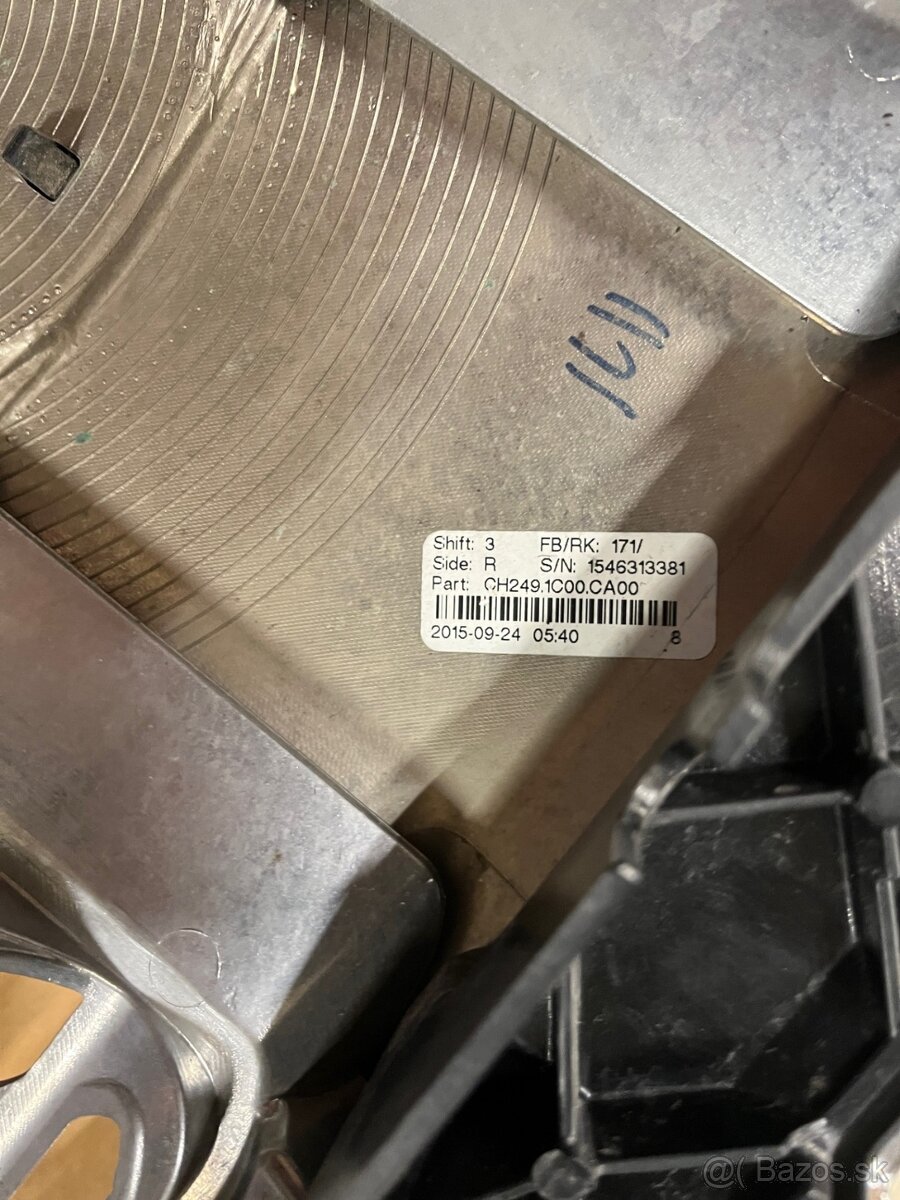 Shift: 3 FB/RK: 171/
Side: R S/N: 1546313381
Part: CH249.1C00.CA00
2015-09-24 05:40 8
@( Bazos.sk